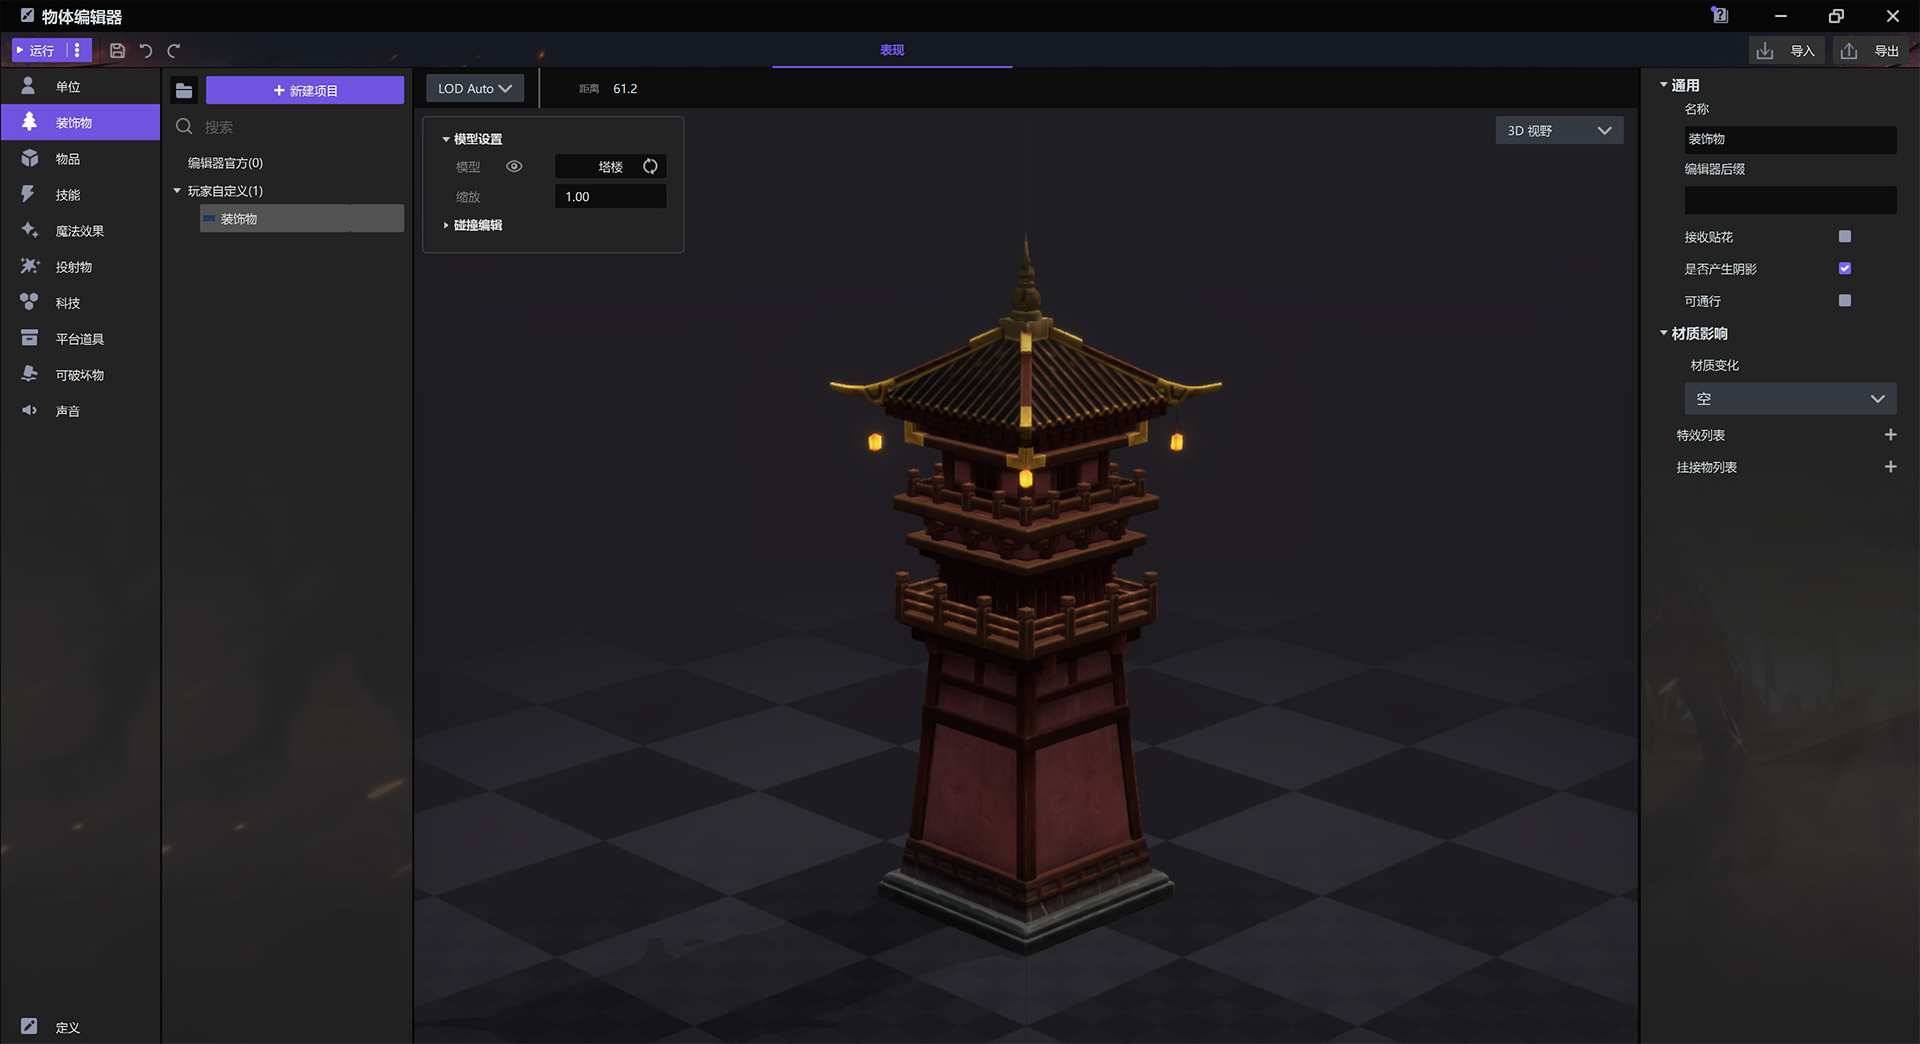 物体编辑器
运行
表现
导入
导出
单位
装饰物
物品
技能
魔法效果
投射物
科技
平台道具
可破坏物
声音
定义
新建项目
搜索
编辑器官方(0)
玩家自定义(1)
装饰物
LOD Auto
距离 61.2
模型设置
模型 塔楼
缩放 1.00
碰撞编辑
3D 视野
通用
名称
装饰物
编辑器后缀
接收贴花
是否产生阴影
可通行
材质影响
材质变化
空
特效列表
挂接物列表